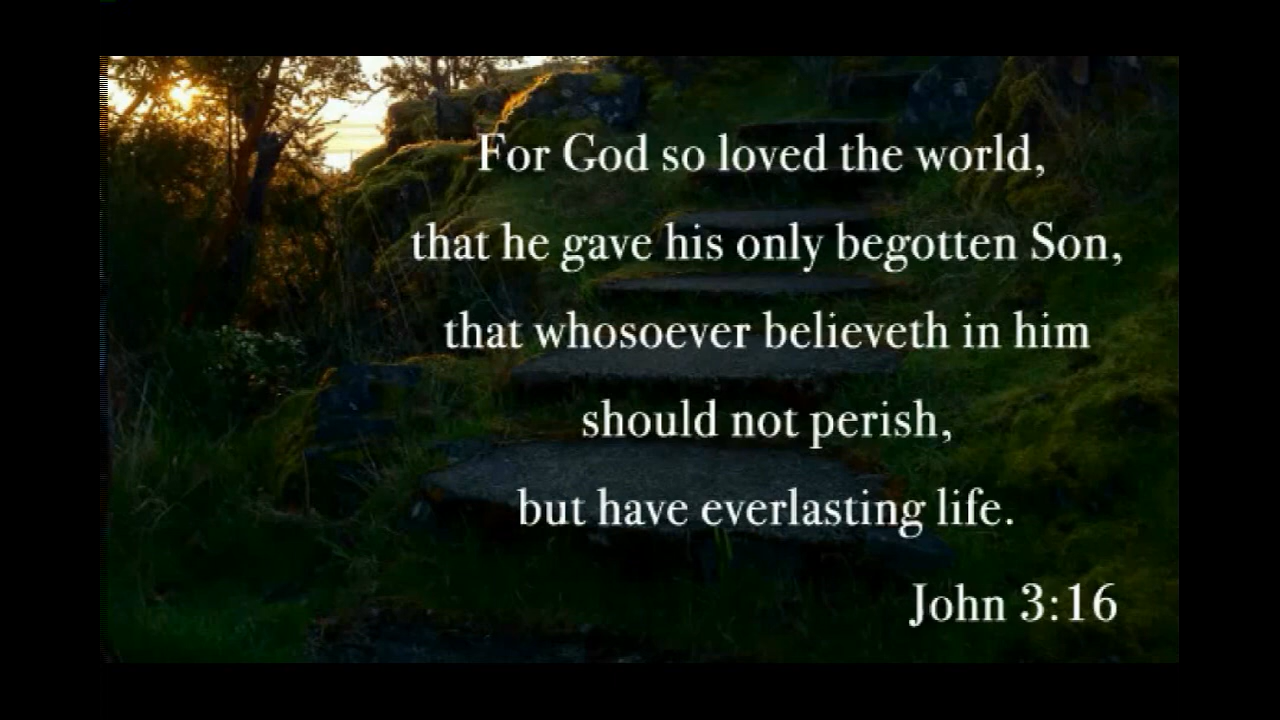 For God so loved the world,
that he gave his only begotten Son,
that whosoever believeth in him
should not perish,
but have everlasting life.
John 3:16